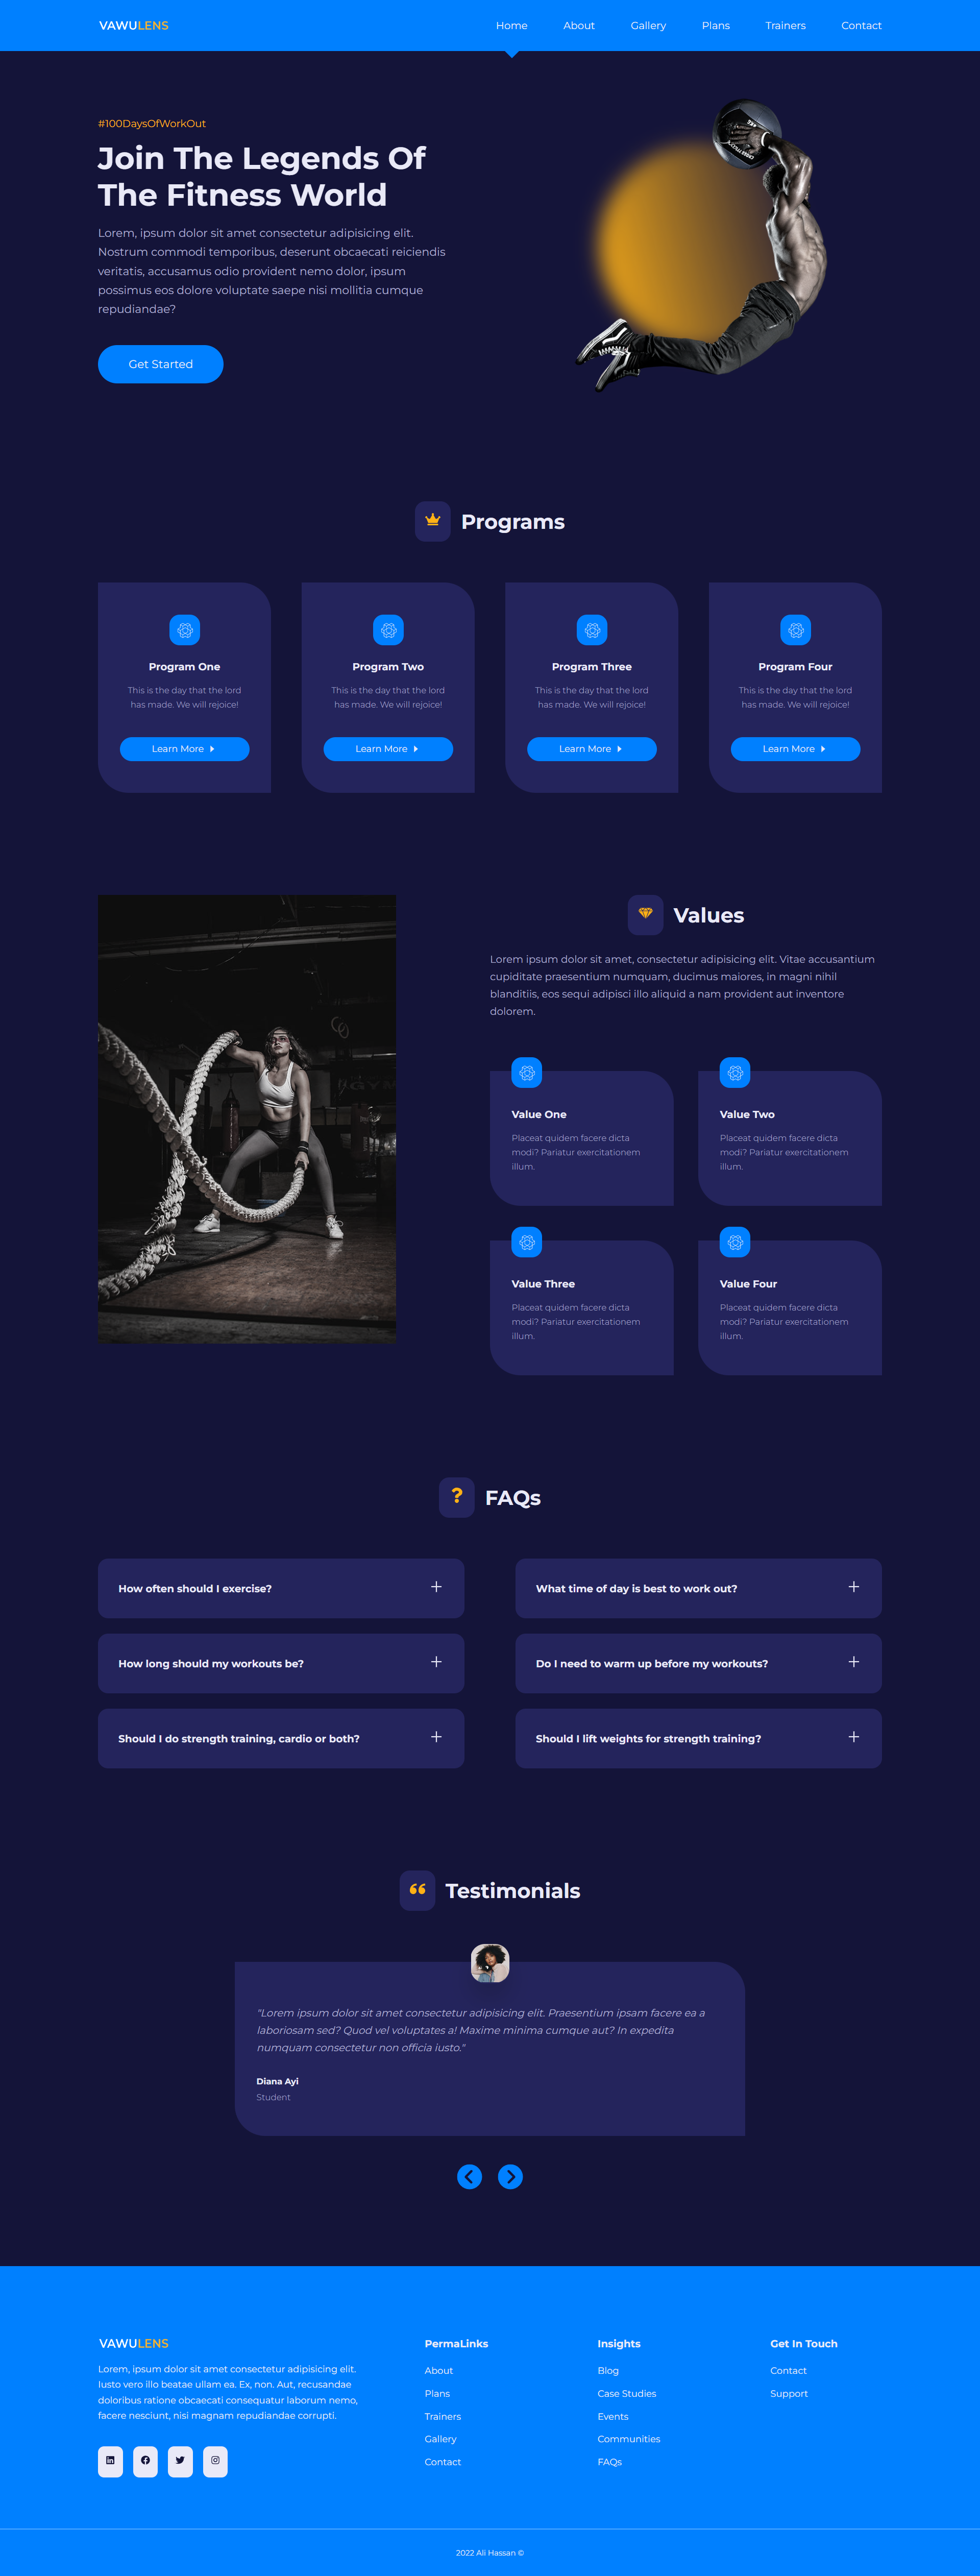 VAWULENS
Home About Gallery Plans Trainers Contact
#100DaysOfWorkOut
Join The Legends Of
The Fitness World
Lorem, ipsum dolor sit amet consectetur adipisicing elit.
Nostrum commodi temporibus, deserunt obcaecati reiciendis
veritatis, accusamus odio provident nemo dolor, ipsum
possimus eos dolore voluptate saepe nisi mollitia cumque
repudiandae?
Get Started
Programs
Program One
This is the day that the lord
has made. We will rejoice!
Learn More
Program Two
This is the day that the lord
has made. We will rejoice!
Learn More
Program Three
This is the day that the lord
has made. We will rejoice!
Learn More
Program Four
This is the day that the lord
has made. We will rejoice!
Learn More
Values
Lorem ipsum dolor sit amet, consectetur adipisicing elit. Vitae accusantium
cupiditate praesentium numquam, ducimus maiores, in magni nihil
blanditiis, eos sequi adipisci illo aliquid a nam provident aut inventore
dolorem.
Value One
Placeat quidem facere dicta
modi? Pariatur exercitationem
illum.
Value Two
Placeat quidem facere dicta
modi? Pariatur exercitationem
illum.
Value Three
Placeat quidem facere dicta
modi? Pariatur exercitationem
illum.
Value Four
Placeat quidem facere dicta
modi? Pariatur exercitationem
illum.
FAQs
How often should I exercise?
What time of day is best to work out?
How long should my workouts be?
Do I need to warm up before my workouts?
Should I do strength training, cardio or both?
Should I lift weights for strength training?
Testimonials
"Lorem ipsum dolor sit amet consectetur adipisicing elit. Praesentium ipsam facere ea a
laboriosam sed? Quod vel voluptates a! Maxime minima cumque aut? In expedita
numquam consectetur non officia iusto."
Diana Ayi
Student
VAWULENS
Lorem, ipsum dolor sit amet consectetur adipisicing elit.
Iusto vero illo beatae ullam ea. Ex, non. Aut, recusandae
doloribus ratione obcaecati consequatur laborum nemo,
facere nesciunt, nisi magnam repudiandae corrupti.
PermaLinks
About
Plans
Trainers
Gallery
Contact
Insights
Blog
Case Studies
Events
Communities
FAQs
Get In Touch
Contact
Support
2022 Ali Hassan ©